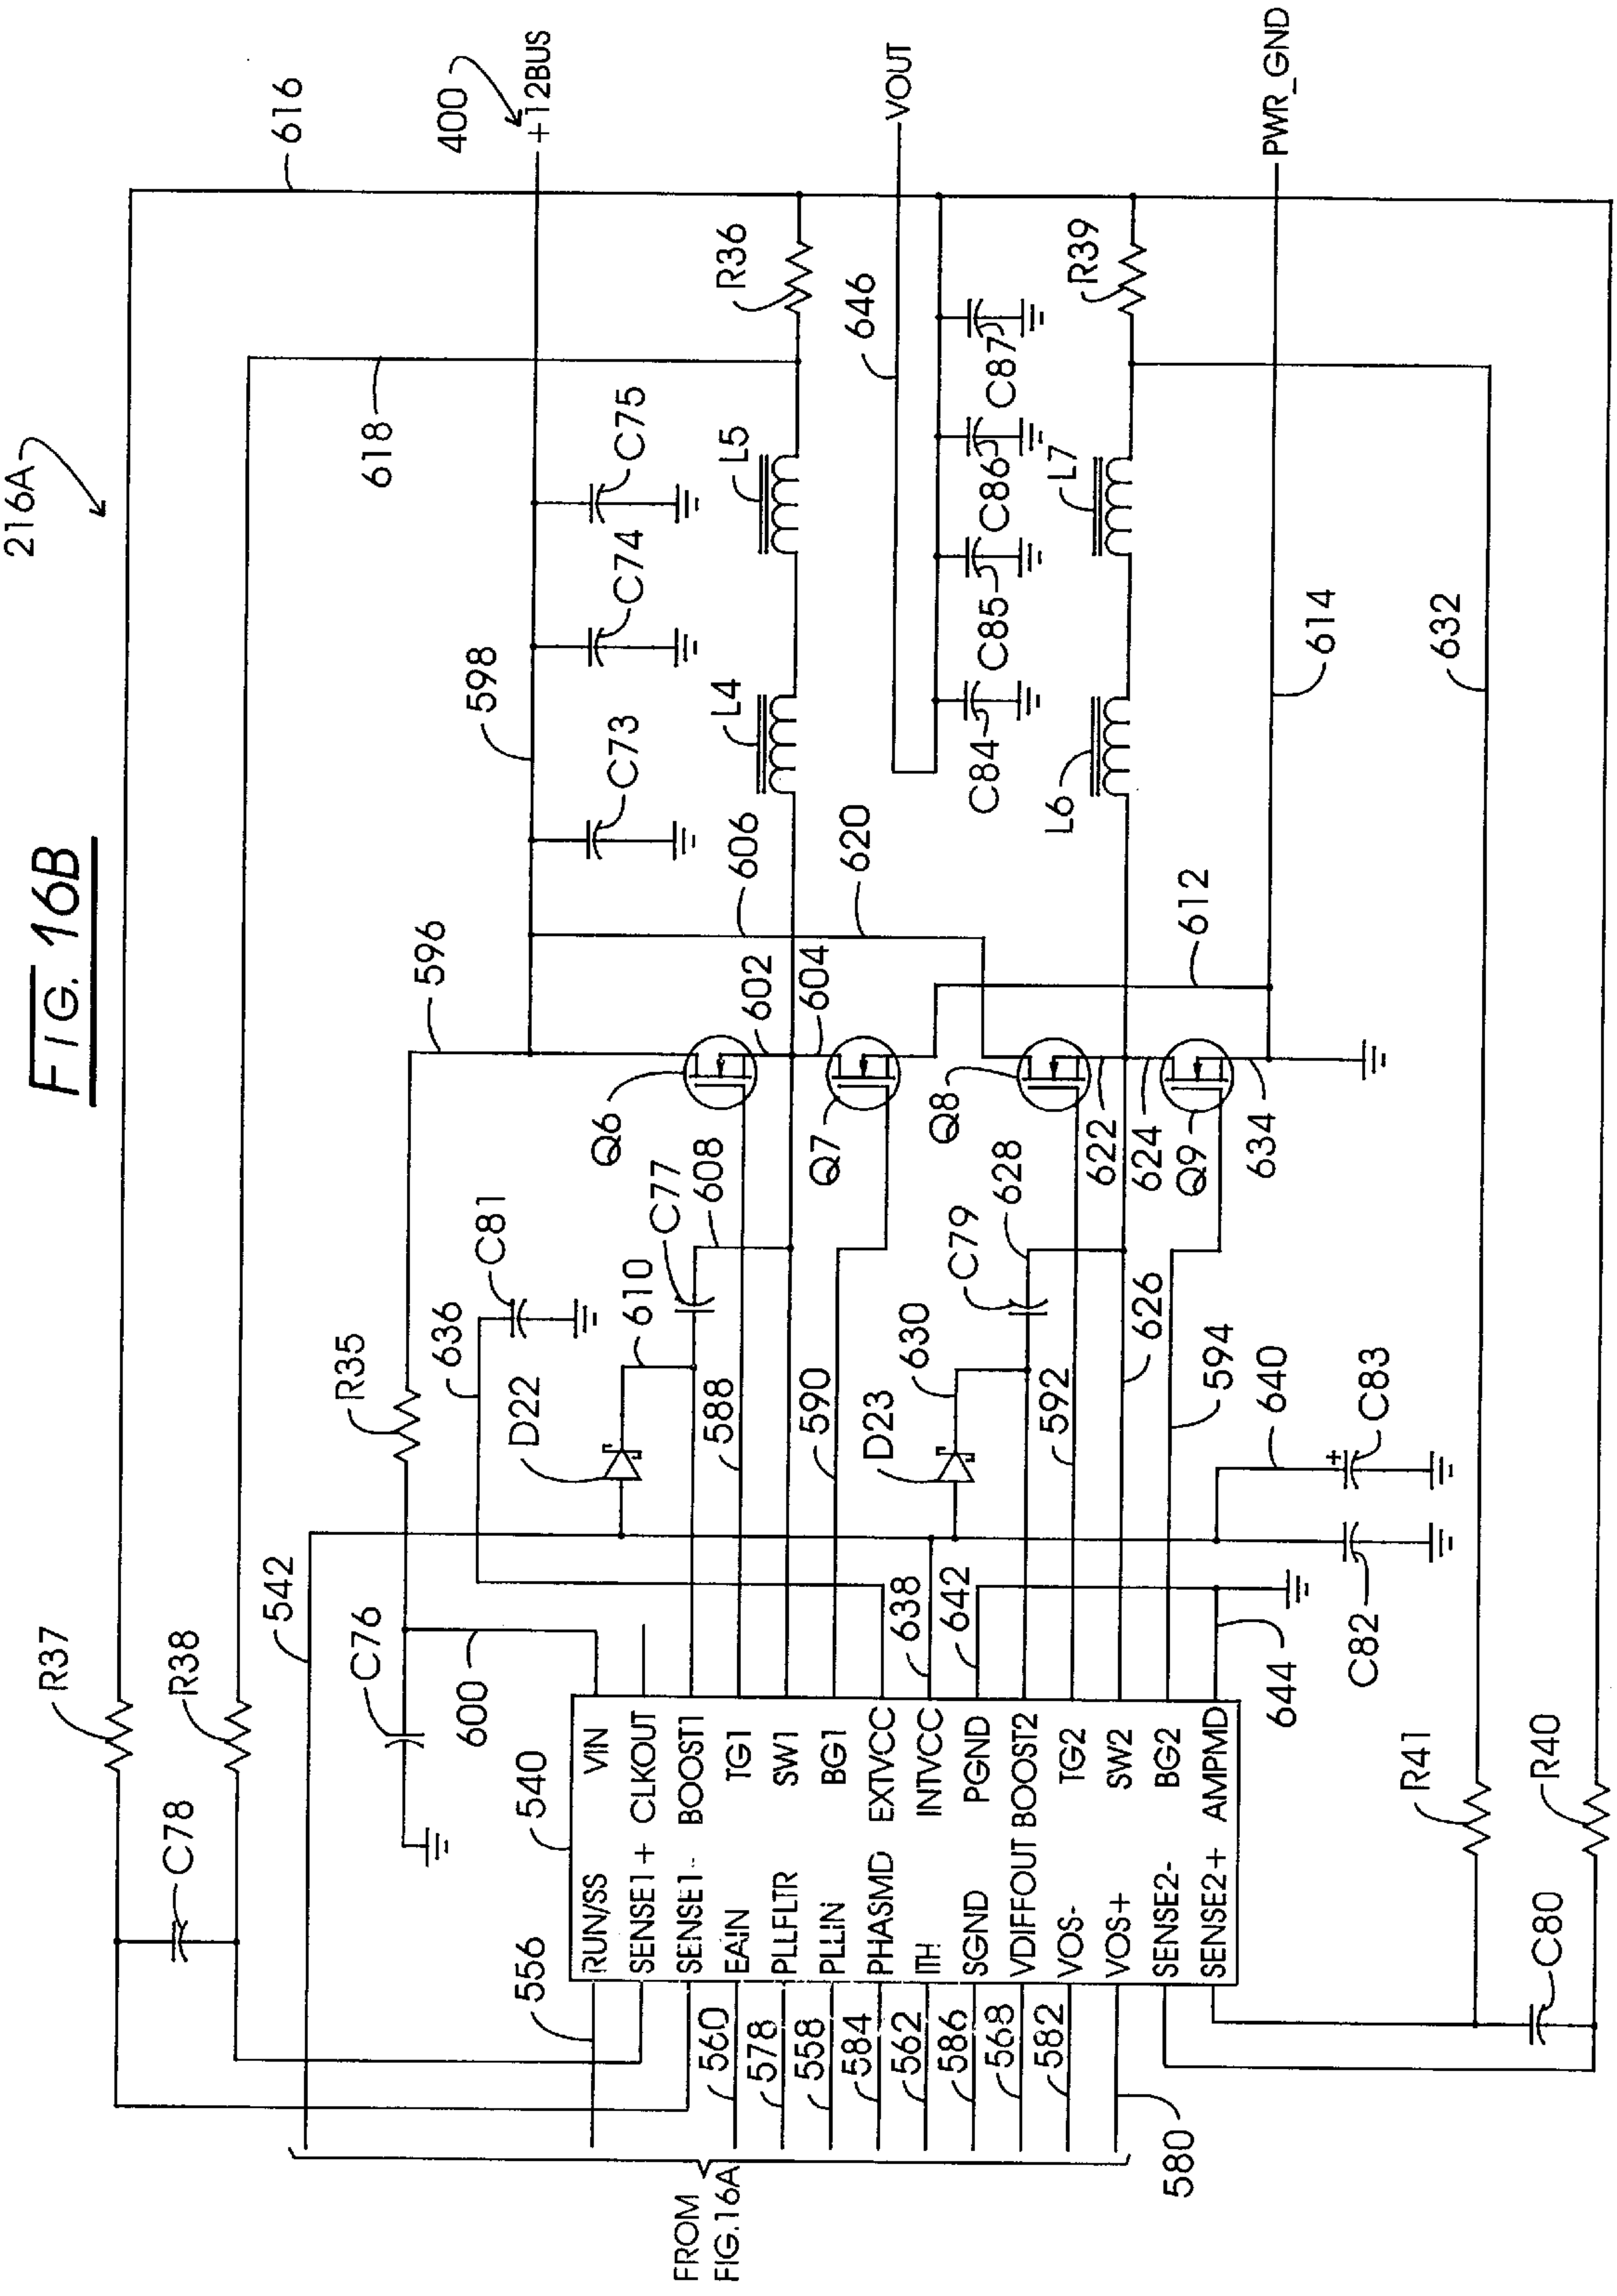 FIG. 16B
216A
616
400
+12BUS
VOUT
PWR_GND
R37
R38
C78
542
C76
600
R35
596
598
C73
C74
C75
618
636
C81
D22
610
C77
608
588
590
Q6
602
604
Q7
606
620
L4
L5
R36
646
C84
C85
C86
C87
R39
D23
630
C79
628
592
Q8
622
624
626
594
Q9
634
612
L6
L7
614
632
640
C83
C82
638
642
644
540
RUN/SS VIN
SENSE1+ CLKOUT
SENSE1- BOOST1
EAIN TG1
PLLFLTR SW1
PLLIN BG1
PHASMD EXTVCC
ITH INTVCC
SGND PGND
VDIFFOUT BOOST2
VOS- TG2
VOS+ SW2
SENSE2- BG2
SENSE2+ AMPMD
556
560
578
558
584
562
586
568
582
580
FROM
FIG.16A
R41
R40
C80